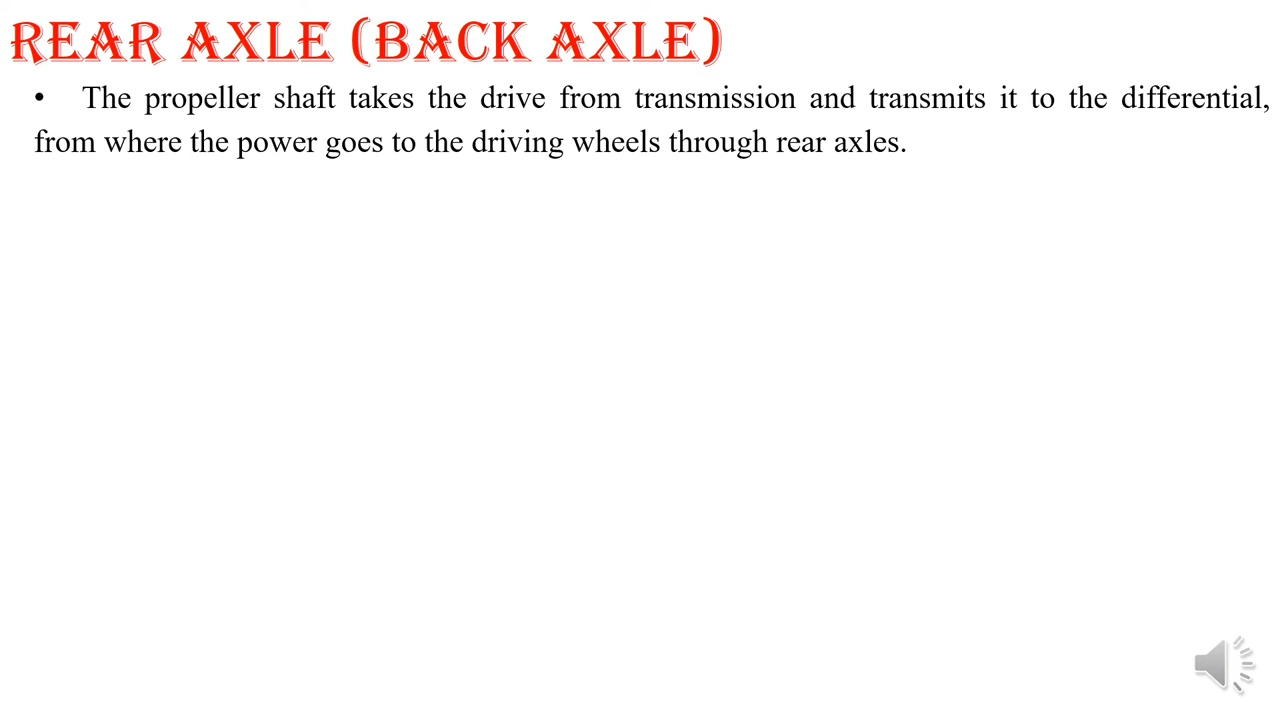 REAR AXLE (BACK AXLE)
• The propeller shaft takes the drive from transmission and transmits it to the differential,
from where the power goes to the driving wheels through rear axles.